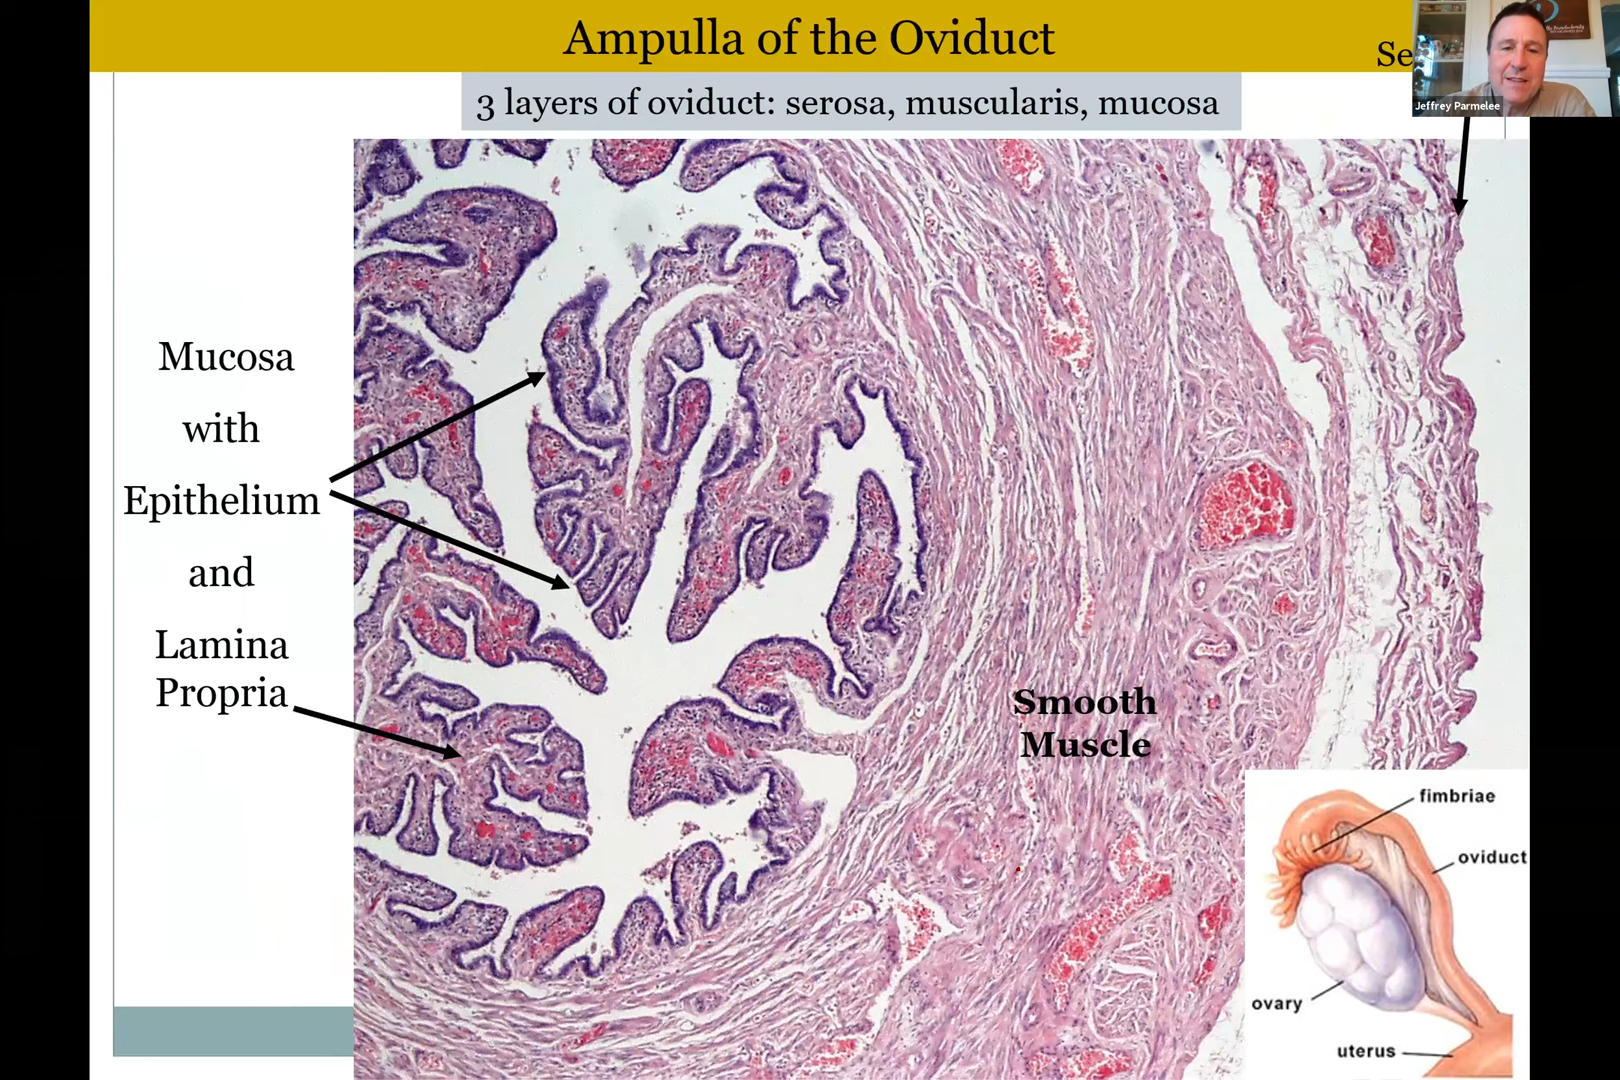 Ampulla of the Oviduct
Se
Jeffrey Parmelee
3 layers of oviduct: serosa, muscularis, mucosa
Mucosa
with
Epithelium
and
Lamina
Propria
Smooth
Muscle
fimbriae
oviduct
ovary
uterus